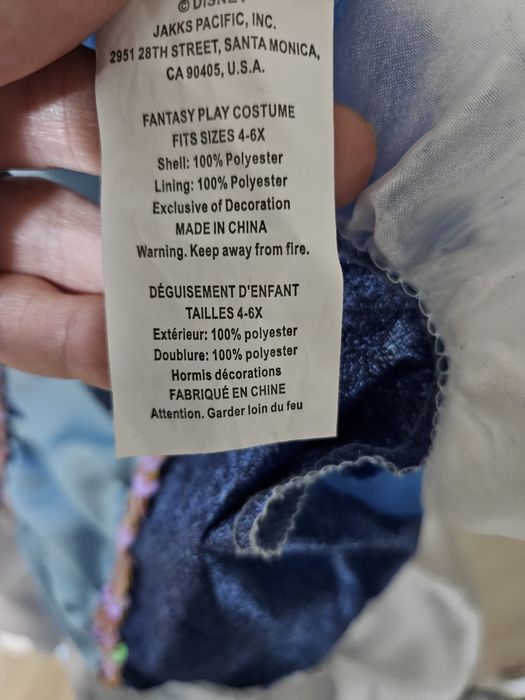 © DISNEY
JAKKS PACIFIC, INC.
2951 28TH STREET, SANTA MONICA,
CA 90405, U.S.A.
FANTASY PLAY COSTUME
FITS SIZES 4-6X
Shell: 100% Polyester
Lining: 100% Polyester
Exclusive of Decoration
MADE IN CHINA
Warning. Keep away from fire.
DÉGUISEMENT D'ENFANT
TAILLES 4-6X
Extérieur: 100% polyester
Doublure: 100% polyester
Hormis décorations
FABRIQUÉ EN CHINE
Attention. Garder loin du feu